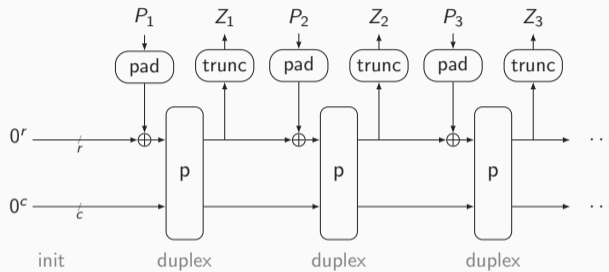 P₁ Z₁ P₂ Z₂ P₃ Z₃
pad trunc pad trunc pad trunc
0ʳ r ⊕ ⊕ ⊕ ··
p p p
0ᶜ c ··
init duplex duplex duplex